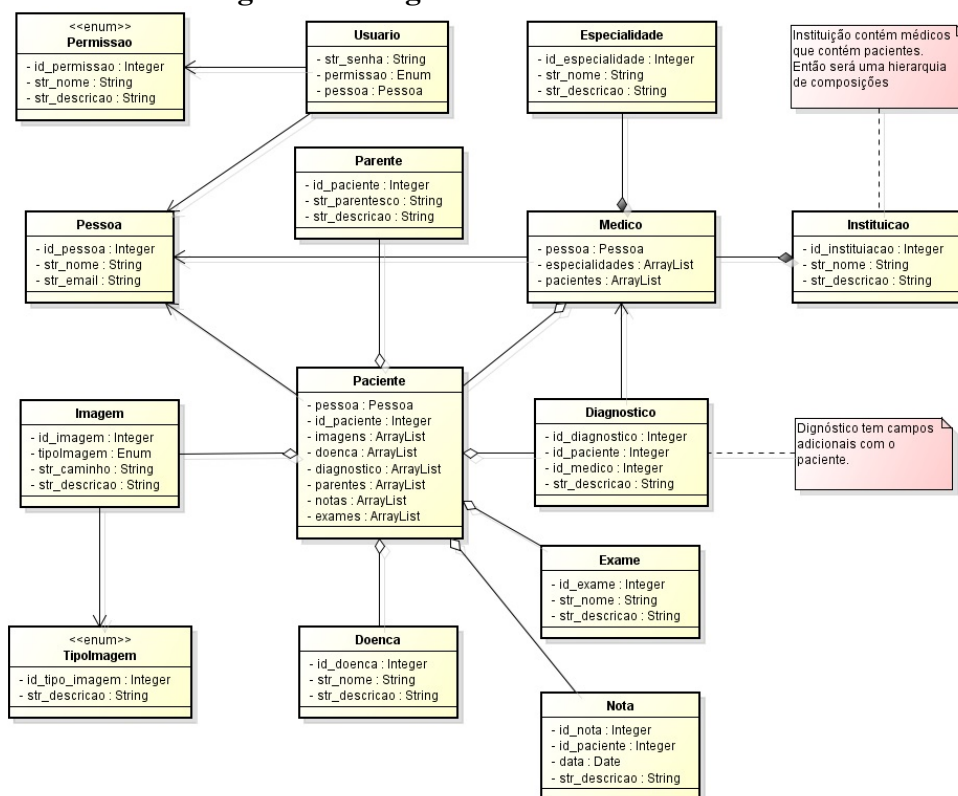 <<enum>>
Permissao
- id_permissao : Integer
- str_nome : String
- str_descricao : String
Usuario
- str_senha : String
- permissao : Enum
- pessoa : Pessoa
Especialidade
- id_especialidade : Integer
- str_nome : String
- str_descricao : String
Instituição contém médicos
que contém pacientes.
Então será uma hierarquia
de composições
Parente
- id_paciente : Integer
- str_parentesco : String
- str_descricao : String
Pessoa
- id_pessoa : Integer
- str_nome : String
- str_email : String
Medico
- pessoa : Pessoa
- especialidades : ArrayList
- pacientes : ArrayList
Instituicao
- id_instituiacao : Integer
- str_nome : String
- str_descricao : String
Paciente
- pessoa : Pessoa
- id_paciente : Integer
- imagens : ArrayList
- doenca : ArrayList
- diagnostico : ArrayList
- parentes : ArrayList
- notas : ArrayList
- exames : ArrayList
Imagem
- id_imagem : Integer
- tipoImagem : Enum
- str_caminho : String
- str_descricao : String
Diagnostico
- id_diagnostico : Integer
- id_paciente : Integer
- id_medico : Integer
- str_descricao : String
Dignóstico tem campos
adicionais com o
paciente.
Exame
- id_exame : Integer
- str_nome : String
- str_descricao : String
<<enum>>
TipoImagem
- id_tipo_imagem : Integer
- str_descricao : String
Doenca
- id_doenca : Integer
- str_nome : String
- str_descricao : String
Nota
- id_nota : Integer
- id_paciente : Integer
- data : Date
- str_descricao : String